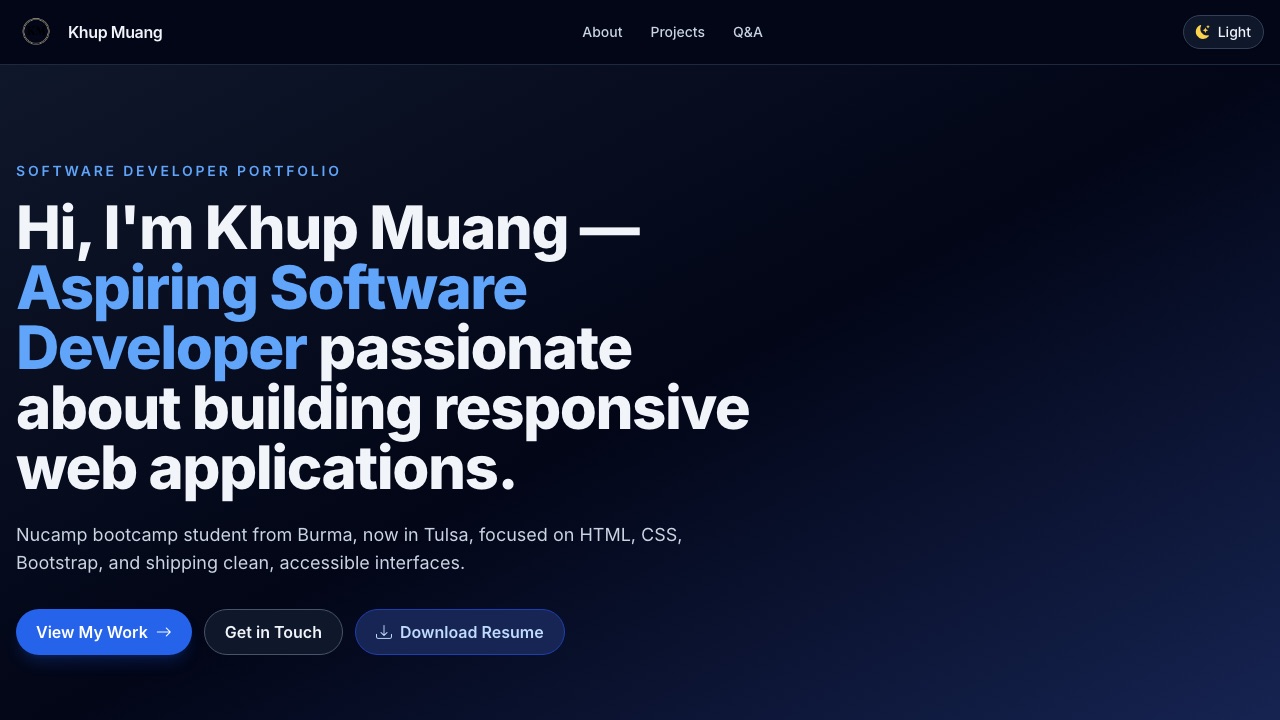 Khup Muang
About
Projects
Q&A
Light
SOFTWARE DEVELOPER PORTFOLIO
Hi, I'm Khup Muang —
Aspiring Software
Developer passionate
about building responsive
web applications.
Nucamp bootcamp student from Burma, now in Tulsa, focused on HTML, CSS,
Bootstrap, and shipping clean, accessible interfaces.
View My Work →
Get in Touch
Download Resume